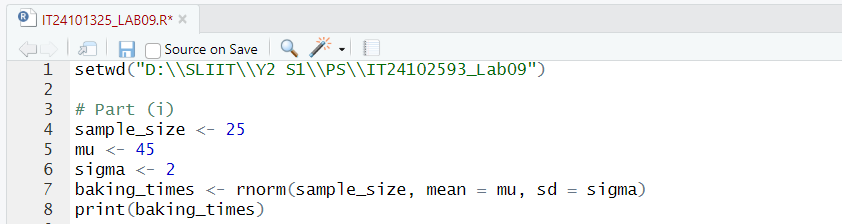 IT24101325_LAB09.R*
Source on Save
1 setwd("D:\\SLIIT\\Y2 S1\\PS\\IT24102593_Lab09")
2
3 # Part (i)
4 sample_size <- 25
5 mu <- 45
6 sigma <- 2
7 baking_times <- rnorm(sample_size, mean = mu, sd = sigma)
8 print(baking_times)